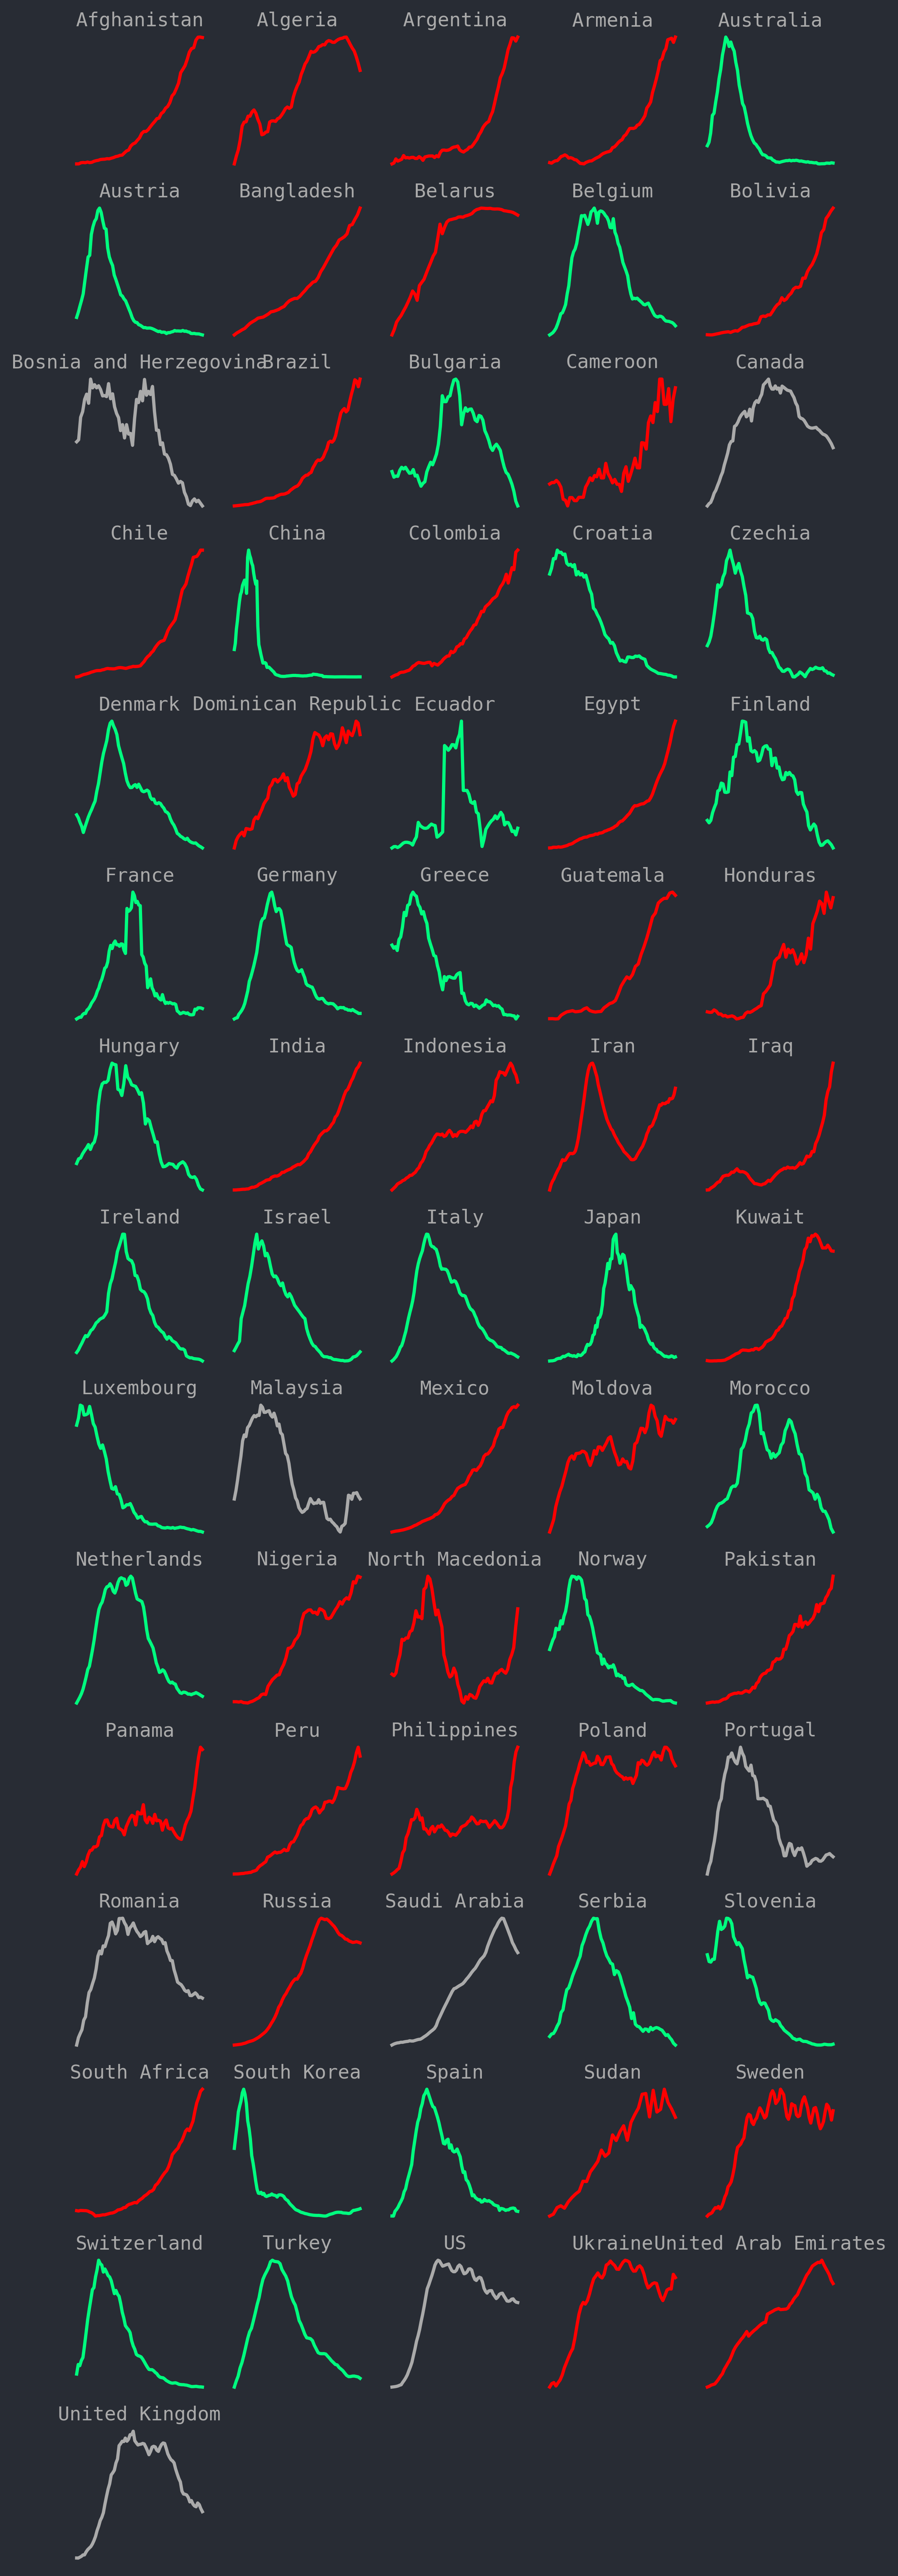 Afghanistan Algeria Argentina Armenia Australia
Austria Bangladesh Belarus Belgium Bolivia
Bosnia and Herzegovina Brazil Bulgaria Cameroon Canada
Chile China Colombia Croatia Czechia
Denmark Dominican Republic Ecuador Egypt Finland
France Germany Greece Guatemala Honduras
Hungary India Indonesia Iran Iraq
Ireland Israel Italy Japan Kuwait
Luxembourg Malaysia Mexico Moldova Morocco
Netherlands Nigeria North Macedonia Norway Pakistan
Panama Peru Philippines Poland Portugal
Romania Russia Saudi Arabia Serbia Slovenia
South Africa South Korea Spain Sudan Sweden
Switzerland Turkey US Ukraine United Arab Emirates
United Kingdom